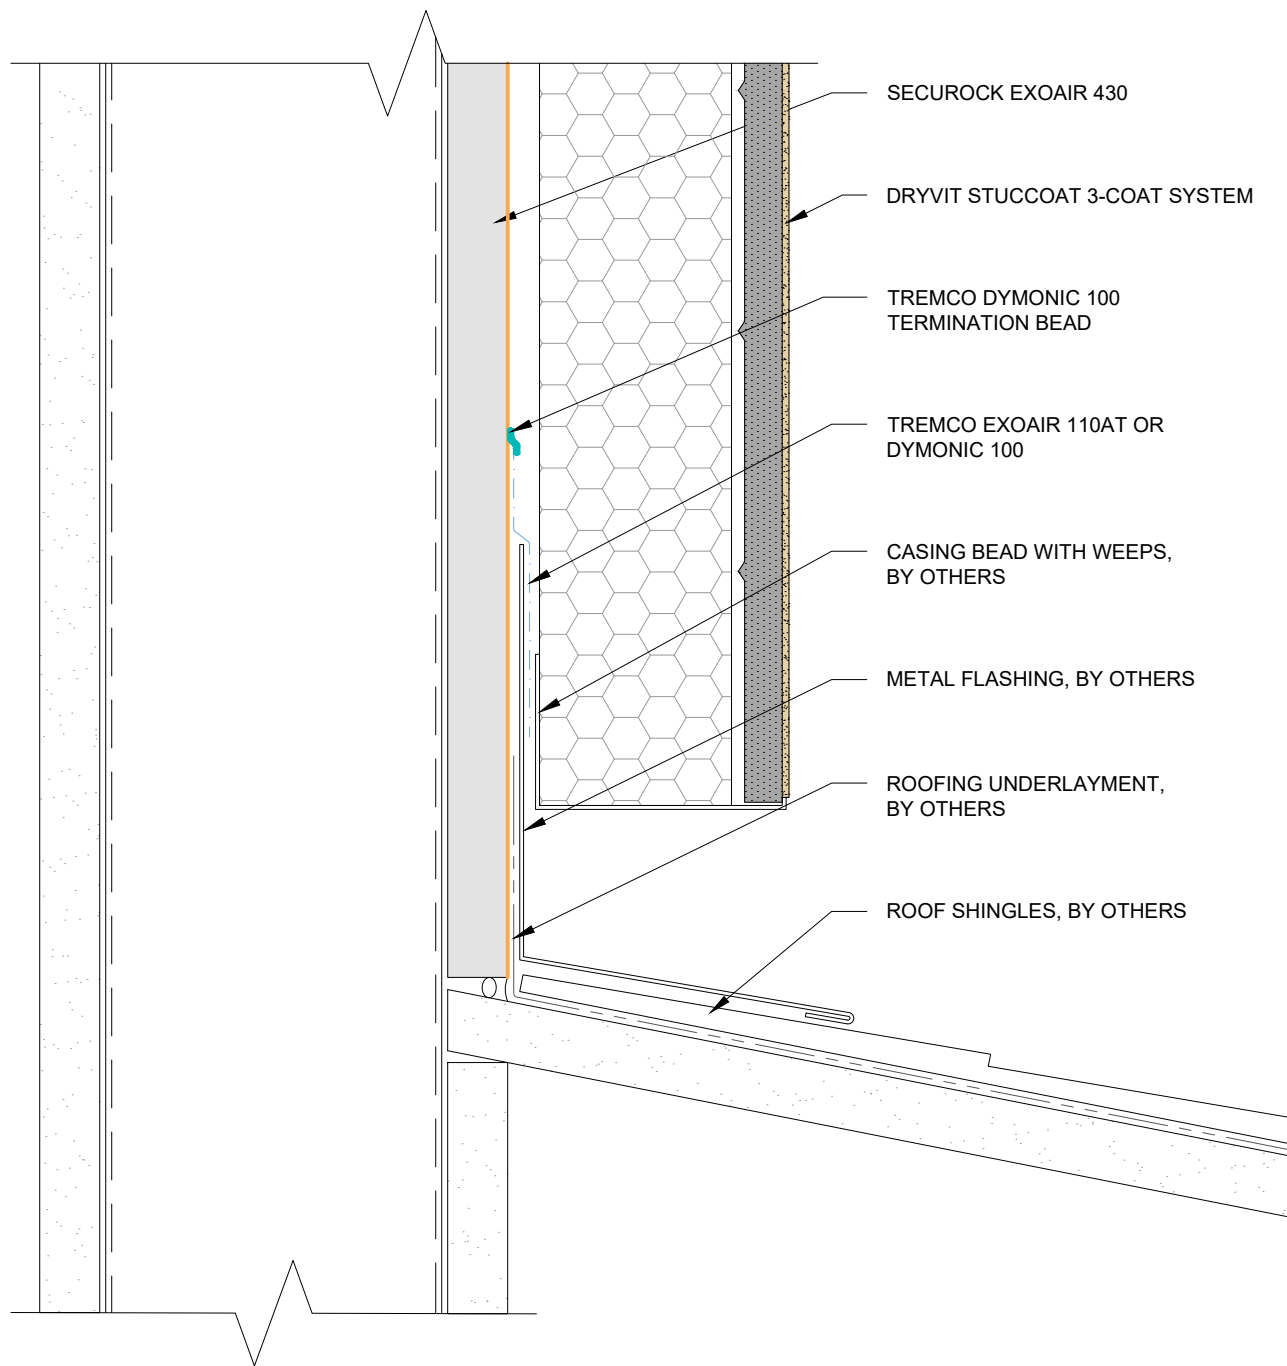 SECUROCK EXOAIR 430
DRYVIT STUCCOAT 3-COAT SYSTEM
TREMCO DYMONIC 100
TERMINATION BEAD
TREMCO EXOAIR 110AT OR
DYMONIC 100
CASING BEAD WITH WEEPS,
BY OTHERS
METAL FLASHING, BY OTHERS
ROOFING UNDERLAYMENT,
BY OTHERS
ROOF SHINGLES, BY OTHERS